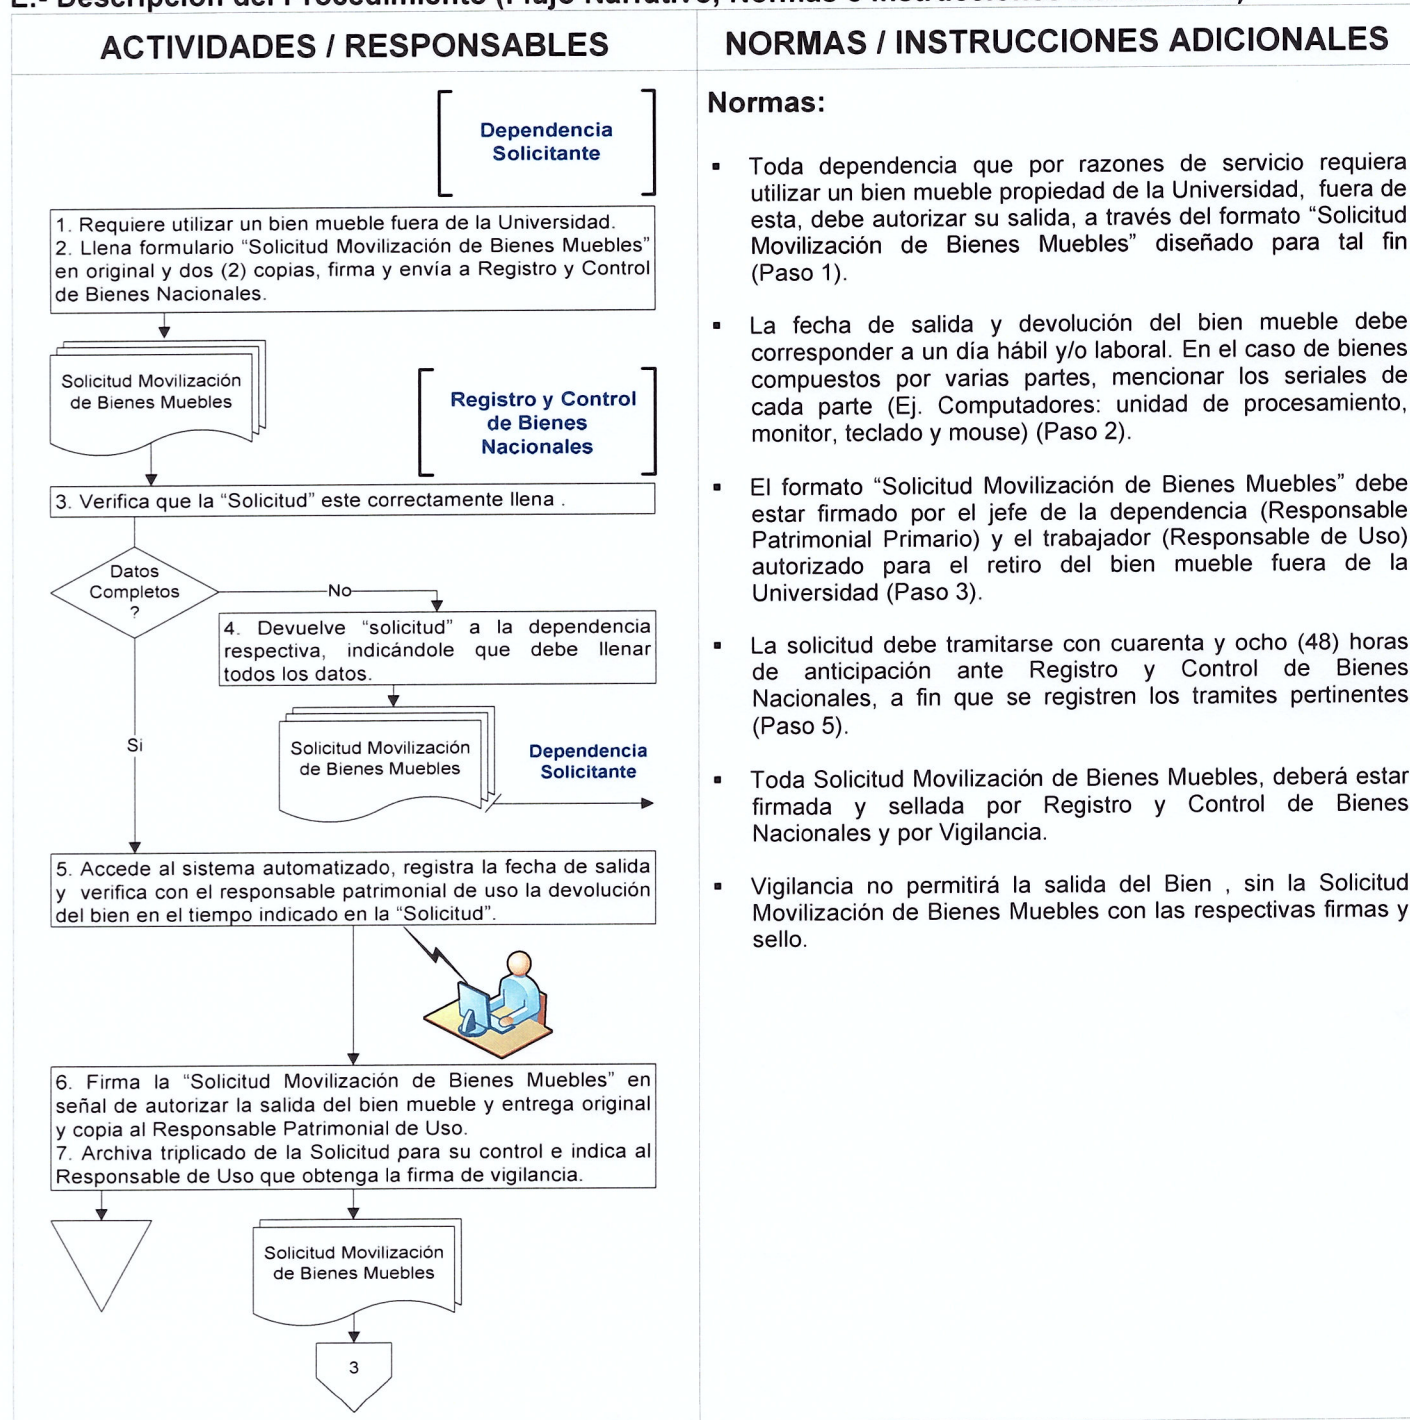 ACTIVIDADES / RESPONSABLES
Dependencia
Solicitante
1. Requiere utilizar un bien mueble fuera de la Universidad.
2. Llena formulario “Solicitud Movilización de Bienes Muebles”
en original y dos (2) copias, firma y envía a Registro y Control
de Bienes Nacionales.
Solicitud Movilización
de Bienes Muebles
Registro y Control
de Bienes
Nacionales
3. Verifica que la “Solicitud” este correctamente llena .
Datos
Completos
?
No
4. Devuelve “solicitud” a la dependencia
respectiva, indicándole que debe llenar
todos los datos.
Si
Solicitud Movilización
de Bienes Muebles
Dependencia
Solicitante
5. Accede al sistema automatizado, registra la fecha de salida
y verifica con el responsable patrimonial de uso la devolución
del bien en el tiempo indicado en la “Solicitud”.
6. Firma la “Solicitud Movilización de Bienes Muebles” en
señal de autorizar la salida del bien mueble y entrega original
y copia al Responsable Patrimonial de Uso.
7. Archiva triplicado de la Solicitud para su control e indica al
Responsable de Uso que obtenga la firma de vigilancia.
Solicitud Movilización
de Bienes Muebles
3
NORMAS / INSTRUCCIONES ADICIONALES
Normas:
▪ Toda dependencia que por razones de servicio requiera
utilizar un bien mueble propiedad de la Universidad, fuera de
esta, debe autorizar su salida, a través del formato “Solicitud
Movilización de Bienes Muebles” diseñado para tal fin
(Paso 1).
▪ La fecha de salida y devolución del bien mueble debe
corresponder a un día hábil y/o laboral. En el caso de bienes
compuestos por varias partes, mencionar los seriales de
cada parte (Ej. Computadores: unidad de procesamiento,
monitor, teclado y mouse) (Paso 2).
▪ El formato “Solicitud Movilización de Bienes Muebles” debe
estar firmado por el jefe de la dependencia (Responsable
Patrimonial Primario) y el trabajador (Responsable de Uso)
autorizado para el retiro del bien mueble fuera de la
Universidad (Paso 3).
▪ La solicitud debe tramitarse con cuarenta y ocho (48) horas
de anticipación ante Registro y Control de Bienes
Nacionales, a fin que se registren los tramites pertinentes
(Paso 5).
▪ Toda Solicitud Movilización de Bienes Muebles, deberá estar
firmada y sellada por Registro y Control de Bienes
Nacionales y por Vigilancia.
▪ Vigilancia no permitirá la salida del Bien , sin la Solicitud
Movilización de Bienes Muebles con las respectivas firmas y
sello.